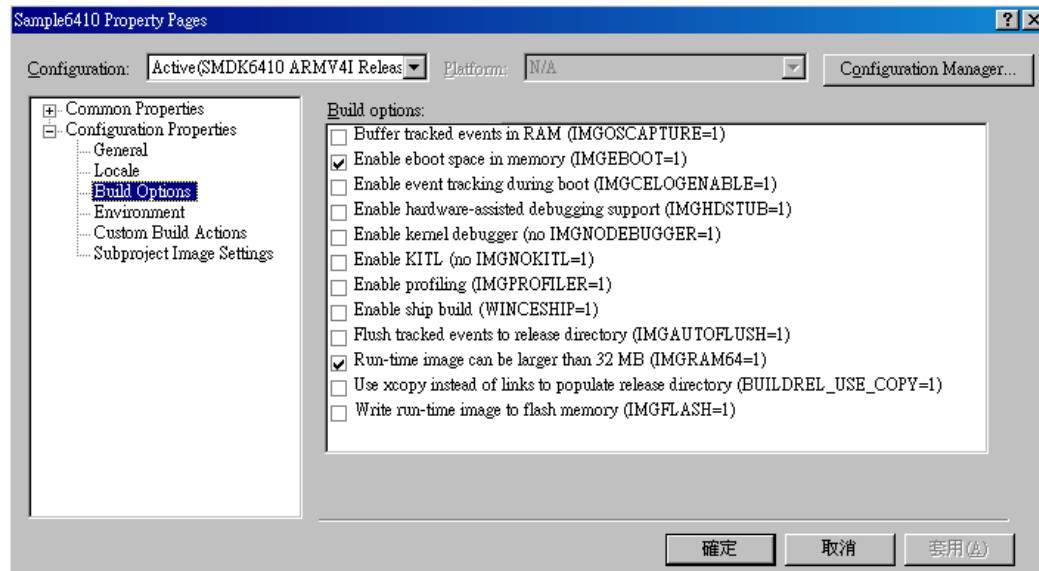 Sample6410 Property Pages
Configuration: Active(SMDK6410 ARMV4I Releas Platform: N/A Configuration Manager...
Common Properties
Configuration Properties
General
Locale
Build Options
Environment
Custom Build Actions
Subproject Image Settings
Build options:
Buffer tracked events in RAM (IMGOSCAPTURE=1)
Enable eboot space in memory (IMGEBOOT=1)
Enable event tracking during boot (IMGCELOGENABLE=1)
Enable hardware-assisted debugging support (IMGHDSTUB=1)
Enable kernel debugger (no IMGNODEBUGGER=1)
Enable KITL (no IMGNOKITL=1)
Enable profiling (IMGPROFILER=1)
Enable ship build (WINCESHIP=1)
Flush tracked events to release directory (IMGAUTOFLUSH=1)
Run-time image can be larger than 32 MB (IMGRAM64=1)
Use xcopy instead of links to populate release directory (BUILDREL_USE_COPY=1)
Write run-time image to flash memory (IMGFLASH=1)
確定 取消 套用(A)